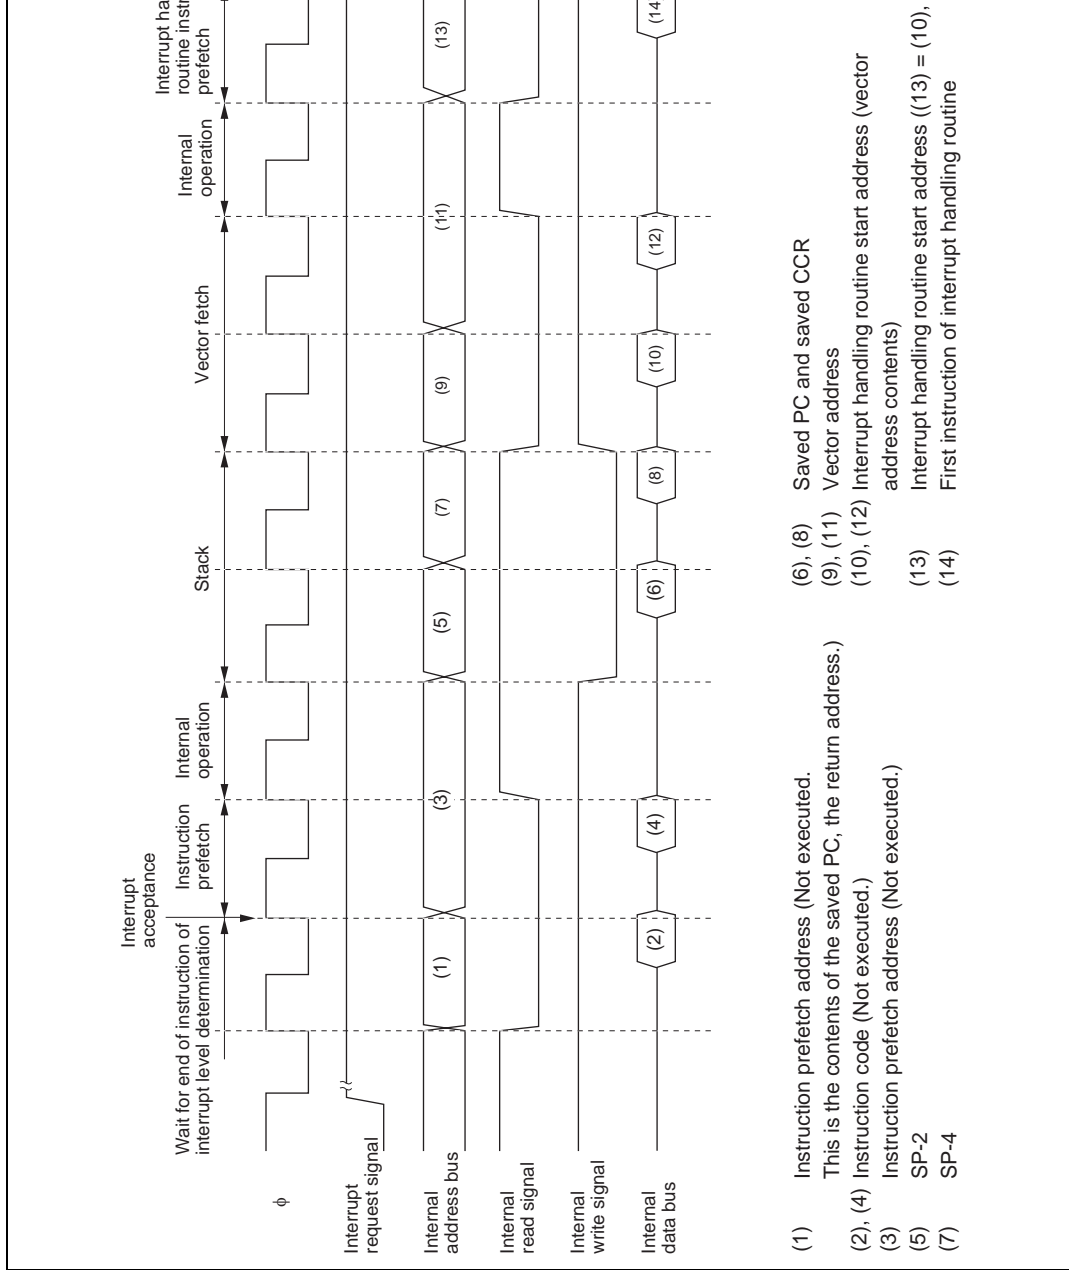 Interrupt
acceptance
Wait for end of instruction of
interrupt level determination
Instruction
prefetch
Internal
operation
Stack
Vector fetch
Internal
operation
Interrupt ha
routine instr
prefetch
φ
Interrupt
request signal
Internal
address bus
(1)
(3)
(5)
(7)
(9)
(11)
(13)
Internal
read signal
Internal
write signal
Internal
data bus
(2)
(4)
(6)
(8)
(10)
(12)
(14
(1) Instruction prefetch address (Not executed.
This is the contents of the saved PC, the return address.)
(2), (4) Instruction code (Not executed.)
(3) Instruction prefetch address (Not executed.)
(5) SP-2
(7) SP-4
(6), (8) Saved PC and saved CCR
(9), (11) Vector address
(10), (12) Interrupt handling routine start address (vector
address contents)
(13) Interrupt handling routine start address ((13) = (10),
(14) First instruction of interrupt handling routine